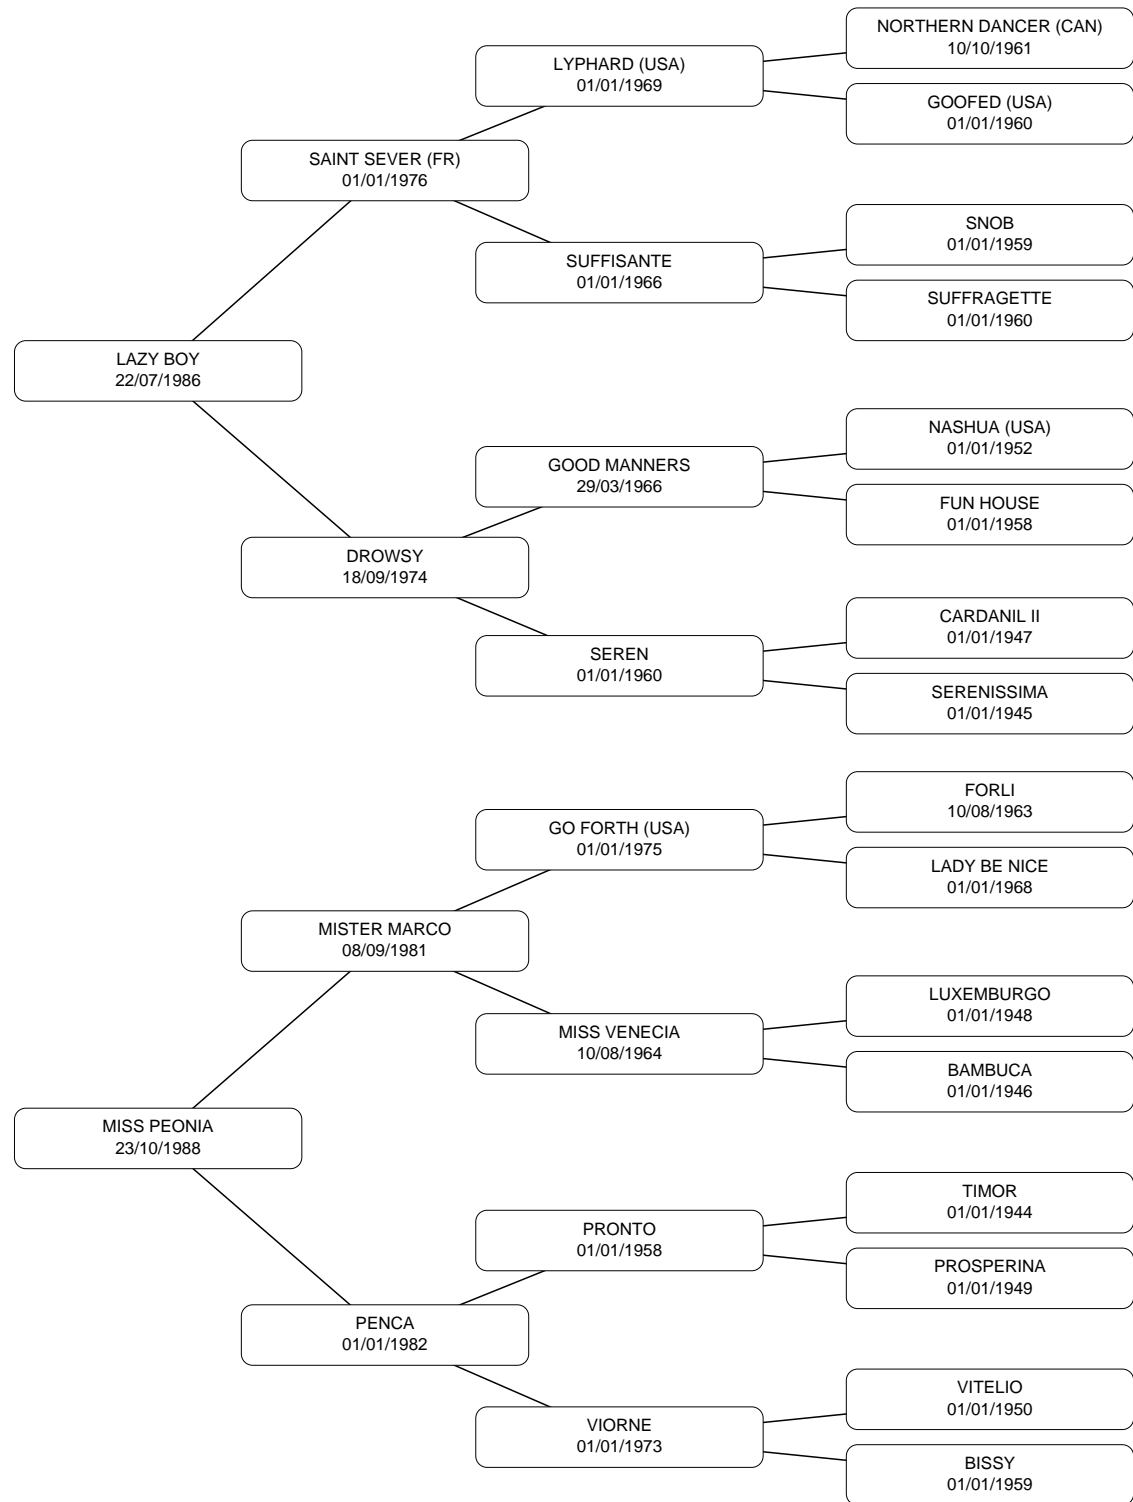 NORTHERN DANCER (CAN)
10/10/1961
LYPHARD (USA)
01/01/1969
GOOFED (USA)
01/01/1960
SAINT SEVER (FR)
01/01/1976
SNOB
01/01/1959
SUFFISANTE
01/01/1966
SUFFRAGETTE
01/01/1960
LAZY BOY
22/07/1986
NASHUA (USA)
01/01/1952
GOOD MANNERS
29/03/1966
FUN HOUSE
01/01/1958
DROWSY
18/09/1974
CARDANIL II
01/01/1947
SEREN
01/01/1960
SERENISSIMA
01/01/1945
FORLI
10/08/1963
GO FORTH (USA)
01/01/1975
LADY BE NICE
01/01/1968
MISTER MARCO
08/09/1981
LUXEMBURGO
01/01/1948
MISS VENECIA
10/08/1964
BAMBUCA
01/01/1946
MISS PEONIA
23/10/1988
TIMOR
01/01/1944
PRONTO
01/01/1958
PROSPERINA
01/01/1949
PENCA
01/01/1982
VITELIO
01/01/1950
VIORNE
01/01/1973
BISSY
01/01/1959